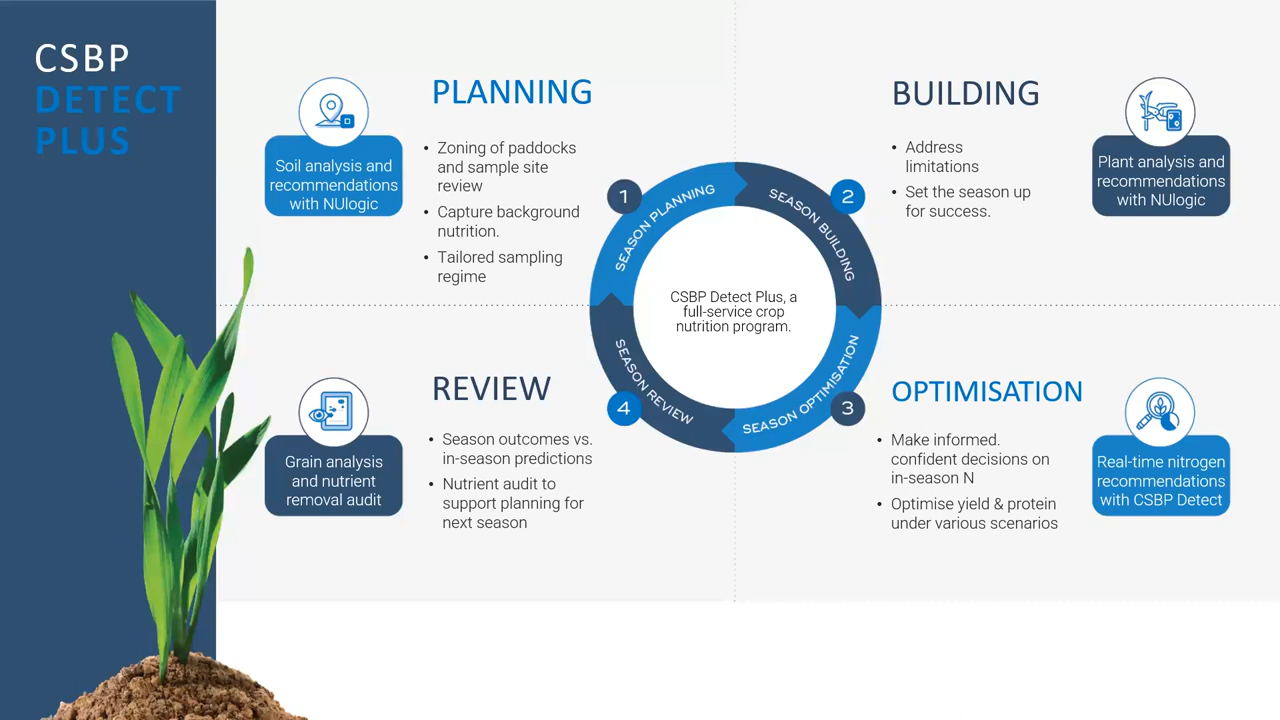 CSBP
DETECT
PLUS
PLANNING
Soil analysis and
recommendations
with NUlogic
• Zoning of paddocks
and sample site
review
• Capture background
nutrition.
• Tailored sampling
regime
BUILDING
• Address
limitations
• Set the season up
for success.
Plant analysis and
recommendations
with NUlogic
1
SEASON PLANNING
2
SEASON BUILDING
3
SEASON OPTIMISATION
4
SEASON REVIEW
CSBP Detect Plus, a
full-service crop
nutrition program.
REVIEW
Grain analysis
and nutrient
removal audit
• Season outcomes vs.
in-season predictions
• Nutrient audit to
support planning for
next season
OPTIMISATION
• Make informed.
confident decisions on
in-season N
• Optimise yield & protein
under various scenarios
Real-time nitrogen
recommendations
with CSBP Detect